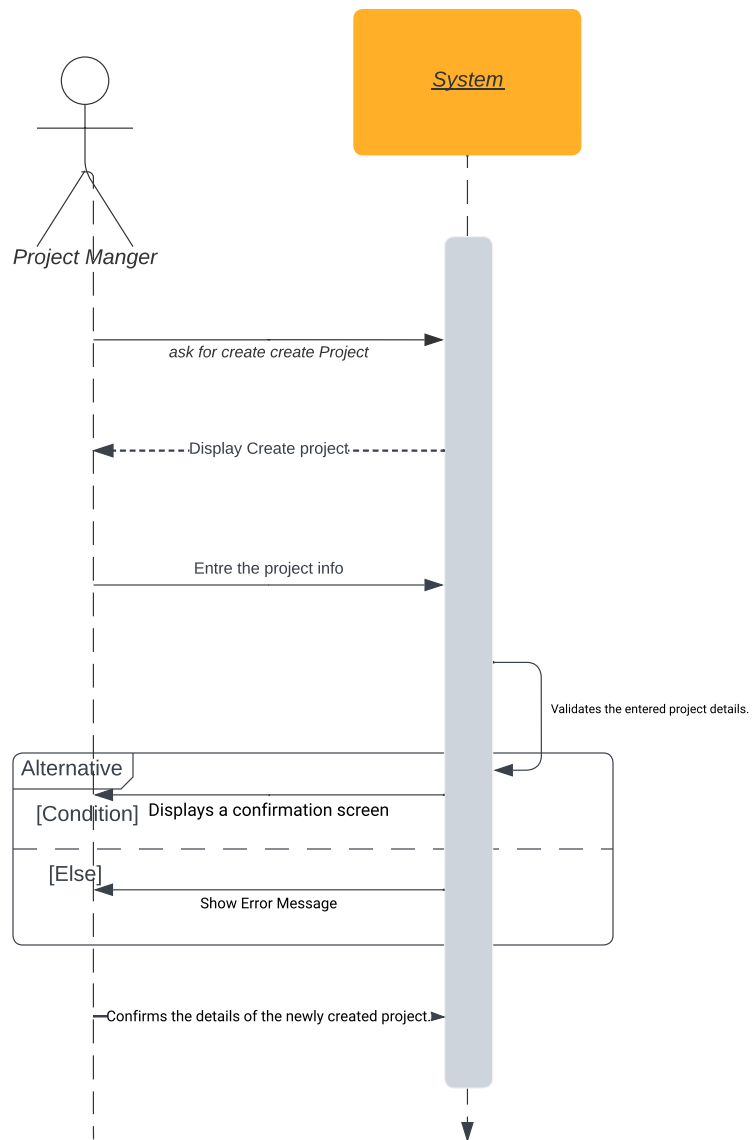 System
Project Manger
ask for create create Project
Display Create project
Entre the project info
Validates the entered project details.
Alternative
[Condition]
Displays a confirmation screen
[Else]
Show Error Message
Confirms the details of the newly created project.